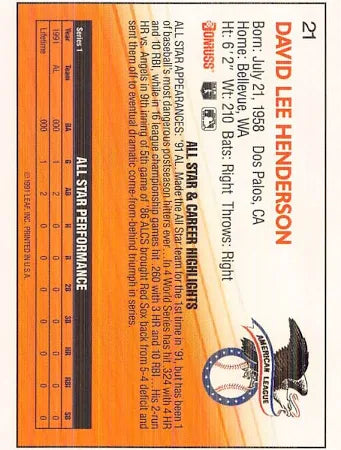 21
DAVID LEE HENDERSON
Born: July 21, 1958 Dos Palos, CA
Home: Bellevue, WA
Ht: 6' 2" Wt: 210 Bats: Right Throws: Right
DONRUSS
AMERICAN LEAGUE
ALL STAR & CAREER HIGHLIGHTS
ALL STAR APPEARANCES: '91 AL. Made the All Star team for the 1st time in '91, but has been 1
of baseball's most dangerous postseason hitters ever... In 4 World Series has hit .324 with 4 HR
and 10 RBI, while in 16 league championship games hit .260 with 3 HR and 10 RBI... His 2-run
HR vs. Angels in 9th inning of 5th game of '86 ALCS brought Red Sox back from 5-4 deficit and
sent them off to eventual dramatic come-from-behind triumph in series.
Series 1 ALL STAR PERFORMANCE
Year Team BA G AB H R 2B 3B HR RBI SB
1991 AL .000 1 2 0 0 0 0 0 0 0
Lifetime .000 1 2 0 0 0 0 0 0 0
©1991 LEAF, INC. PRINTED IN U.S.A.